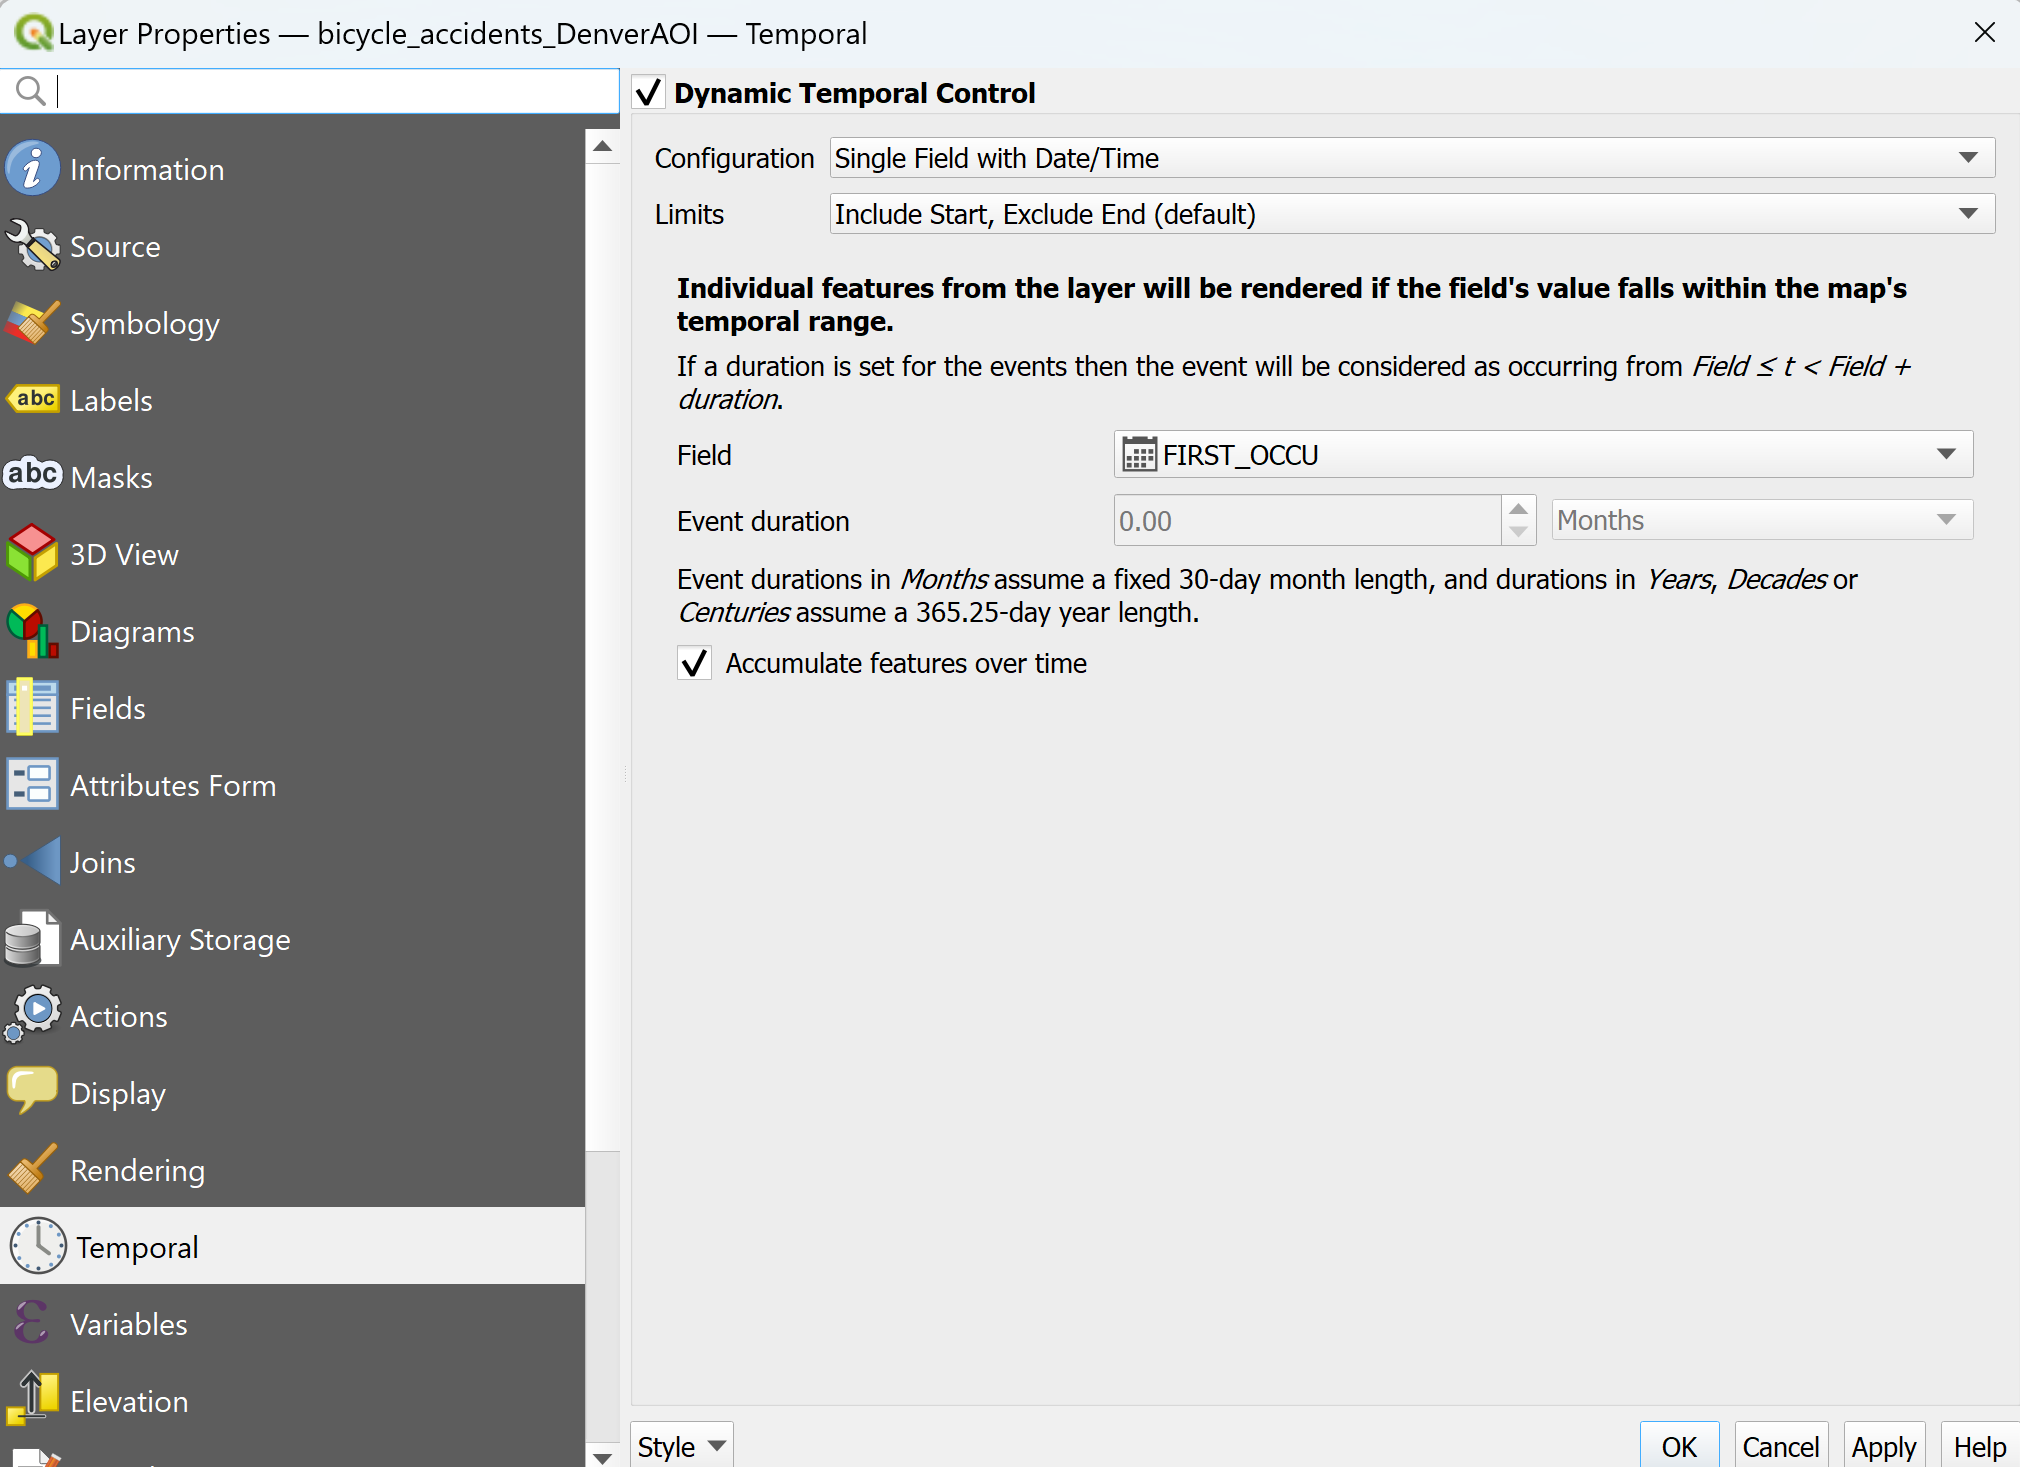 Layer Properties — bicycle_accidents_DenverAOI — Temporal
Information
Source
Symbology
abc Labels
abc Masks
3D View
Diagrams
Fields
Attributes Form
Joins
Auxiliary Storage
Actions
Display
Rendering
Temporal
Variables
Elevation
Dynamic Temporal Control
Configuration Single Field with Date/Time
Limits Include Start, Exclude End (default)
Individual features from the layer will be rendered if the field's value falls within the map's
temporal range.
If a duration is set for the events then the event will be considered as occurring from Field ≤ t < Field +
duration.
Field FIRST_OCCU
Event duration 0.00 Months
Event durations in Months assume a fixed 30-day month length, and durations in Years, Decades or
Centuries assume a 365.25-day year length.
Accumulate features over time
Style OK Cancel Apply Help